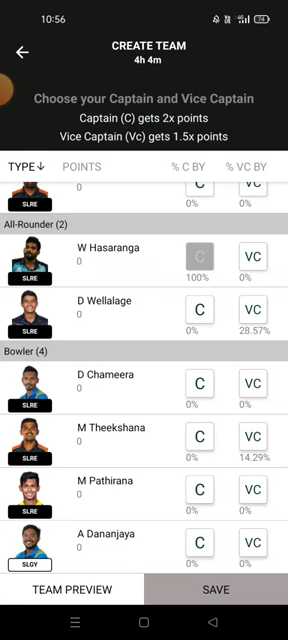 10:56
74
CREATE TEAM
4h 4m
Choose your Captain and Vice Captain
Captain (C) gets 2x points
Vice Captain (Vc) gets 1.5x points
TYPE↓ POINTS % C BY % VC BY
0 C VC
SLRE 0% 0%
All-Rounder (2)
W Hasaranga
0 C VC
SLRE 100% 0%
D Wellalage
0 C VC
SLRE 0% 28.57%
Bowler (4)
D Chameera
0 C VC
SLRE 0% 0%
M Theekshana
0 C VC
SLRE 0% 14.29%
M Pathirana
0 C VC
SLRE 0% 0%
A Dananjaya
0 C VC
SLGY 0% 0%
TEAM PREVIEW SAVE